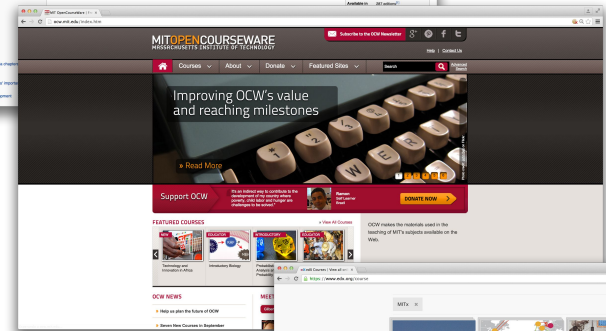 Available in 287 editions
MIT OpenCourseWare | Fr
ocw.mit.edu/index.htm
MITOPENCOURSEWARE
MASSACHUSETTS INSTITUTE OF TECHNOLOGY
Subscribe to the OCW Newsletter
Help | Contact Us
Courses About Donate Featured Sites
Search
Advanced Search
Improving OCW's value
and reaching milestones
» Read More
Support OCW
It's an indirect way to contribute to the
development of my country where
poverty, child labor and hunger are
challenges to be solved."
Ramon
Self Learner
Brazil
DONATE NOW
FEATURED COURSES
» View All Courses
NEW
EDUCATOR
INTRODUCTORY
EDUCATOR
Technology and
Innovation in Africa
Introductory Biology
OCW makes the materials used in the
teaching of MIT's subjects available on the
Web.
OCW NEWS
Help us plan the future of OCW
Seven New Courses in September
https://www.edx.org/course
MITx ×